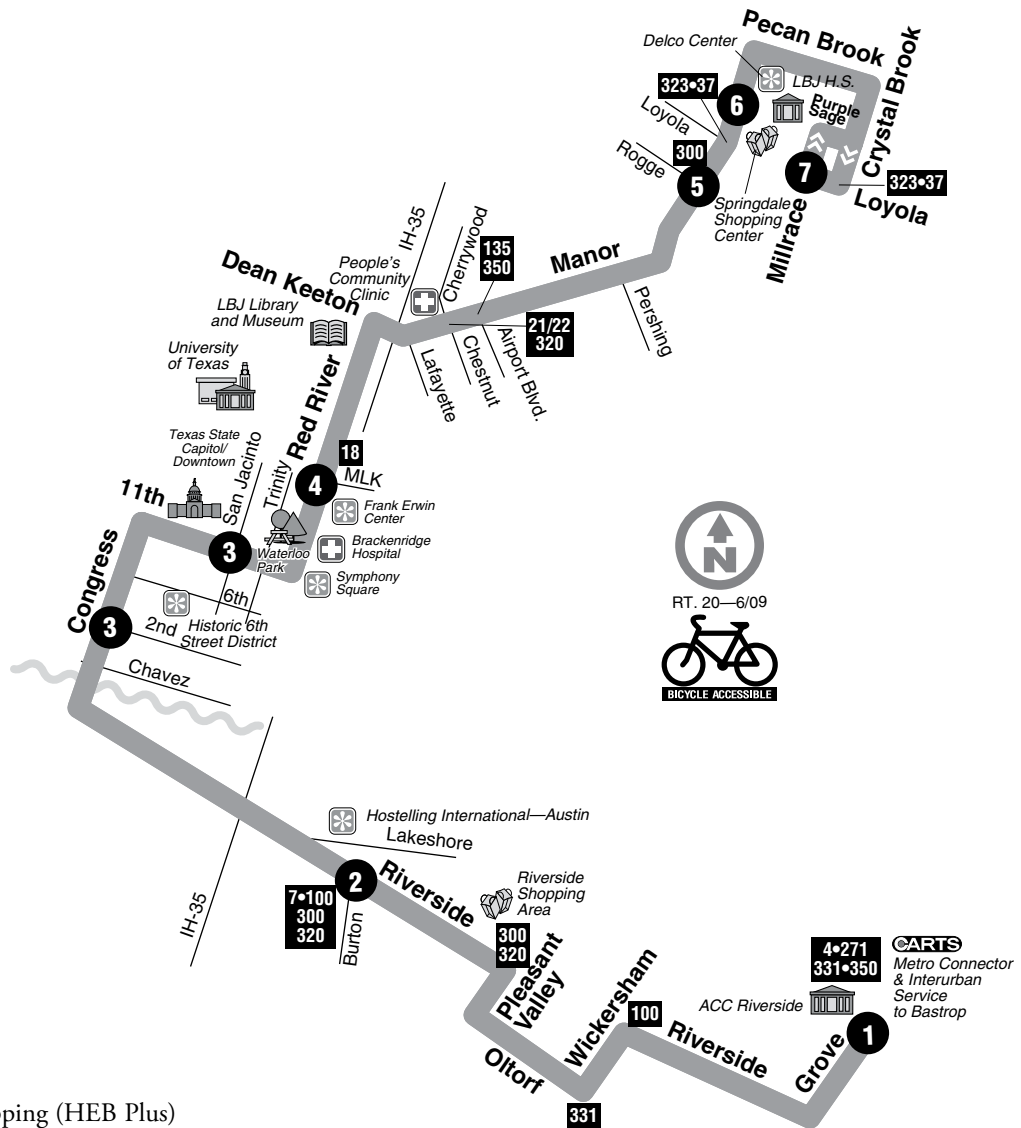 Pecan Brook
Delco Center
Crystal Brook
LBJ H.S.
323•37
6
Purple
Sage
Loyola
300
Rogge
5
7
323•37
Loyola
Springdale
Shopping
Center
Millrace
IH-35
Cherrywood
135
350
Manor
Dean Keeton
People's
Community
Clinic
LBJ Library
and Museum
21/22
320
Pershing
Airport Blvd.
Chestnut
Lafayette
University
of Texas
Red River
Texas State
Capitol/
Downtown
San Jacinto
Trinity
18
MLK
4
11th
Frank Erwin
Center
3
Waterloo
Park
Brackenridge
Hospital
Symphony
Square
Congress
6th
3
2nd
Historic 6th
Street District
Chavez
N
RT. 20—6/09
BICYCLE ACCESSIBLE
Hostelling International—Austin
Lakeshore
2
Riverside
7•100
300
320
Burton
IH-35
Riverside
Shopping
Area
300
320
Pleasant
Valley
Wickersham
4•271
331•350
CARTS
Metro Connector
& Interurban
Service
to Bastrop
ACC Riverside
100
1
Riverside
Grove
Oltorf
331
pping (HEB Plus)